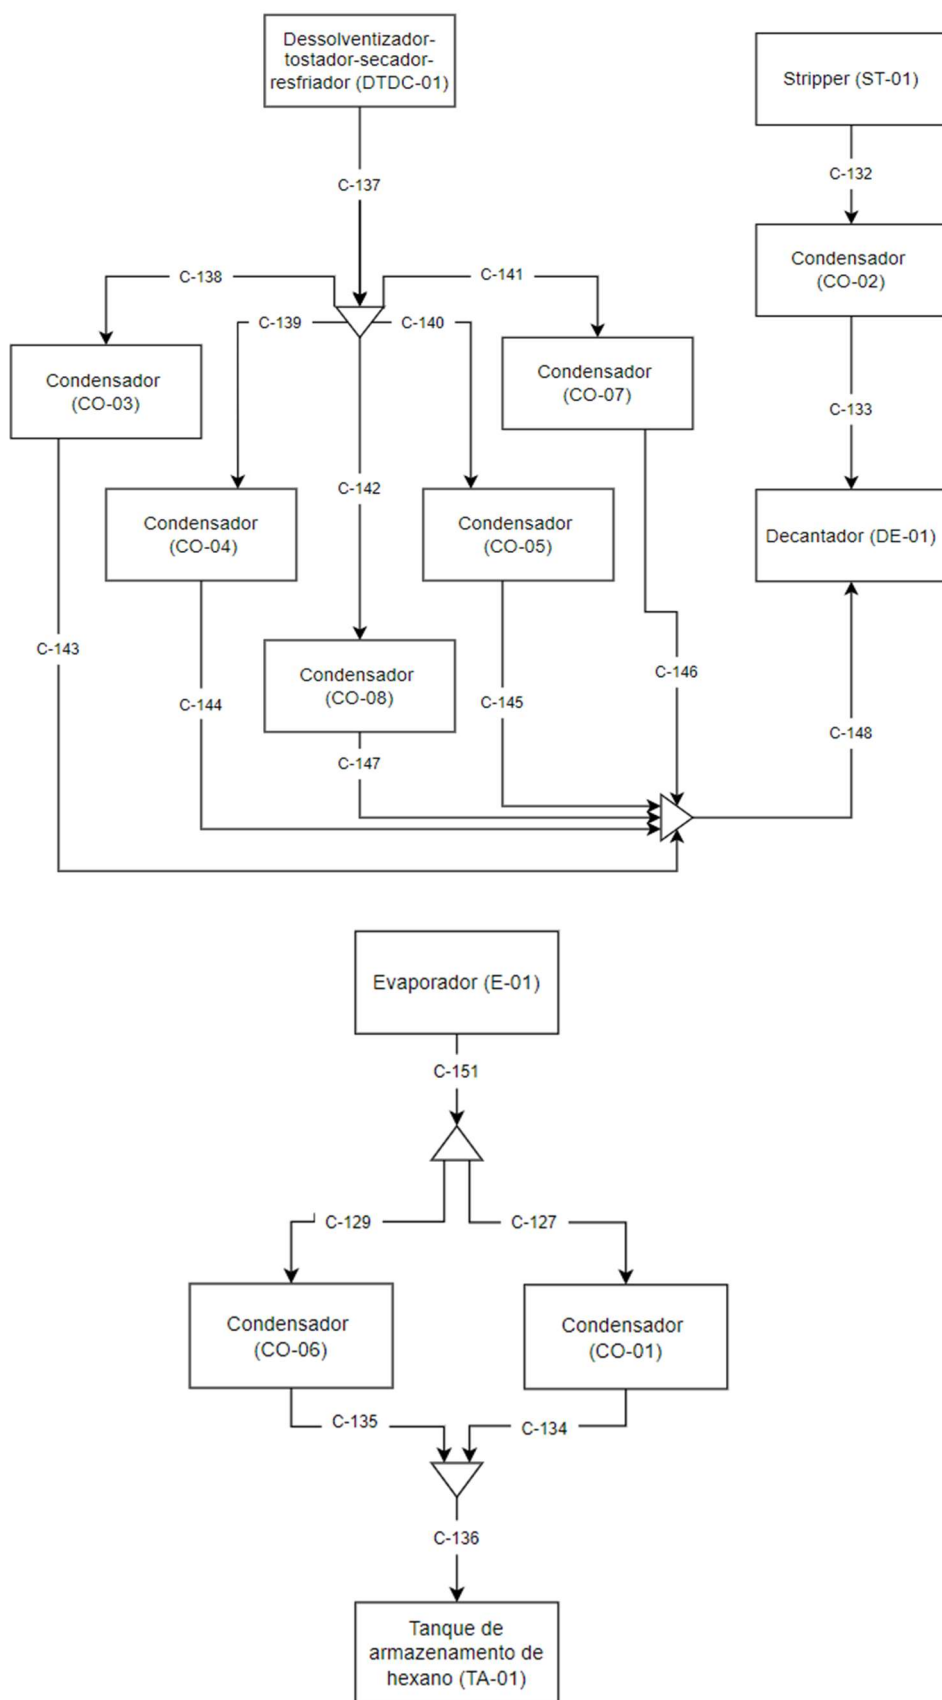 Dessolventizador-
tostador-secador-
resfriador (DTDC-01)
Stripper (ST-01)
C-137
C-132
C-138
C-141
C-139
C-140
Condensador
(CO-02)
Condensador
(CO-03)
Condensador
(CO-07)
C-133
C-142
Condensador
(CO-04)
Condensador
(CO-05)
Decantador (DE-01)
C-143
Condensador
(CO-08)
C-146
C-144
C-145
C-148
C-147
Evaporador (E-01)
C-151
C-129
C-127
Condensador
(CO-06)
Condensador
(CO-01)
C-135
C-134
C-136
Tanque de
armazenamento de
hexano (TA-01)